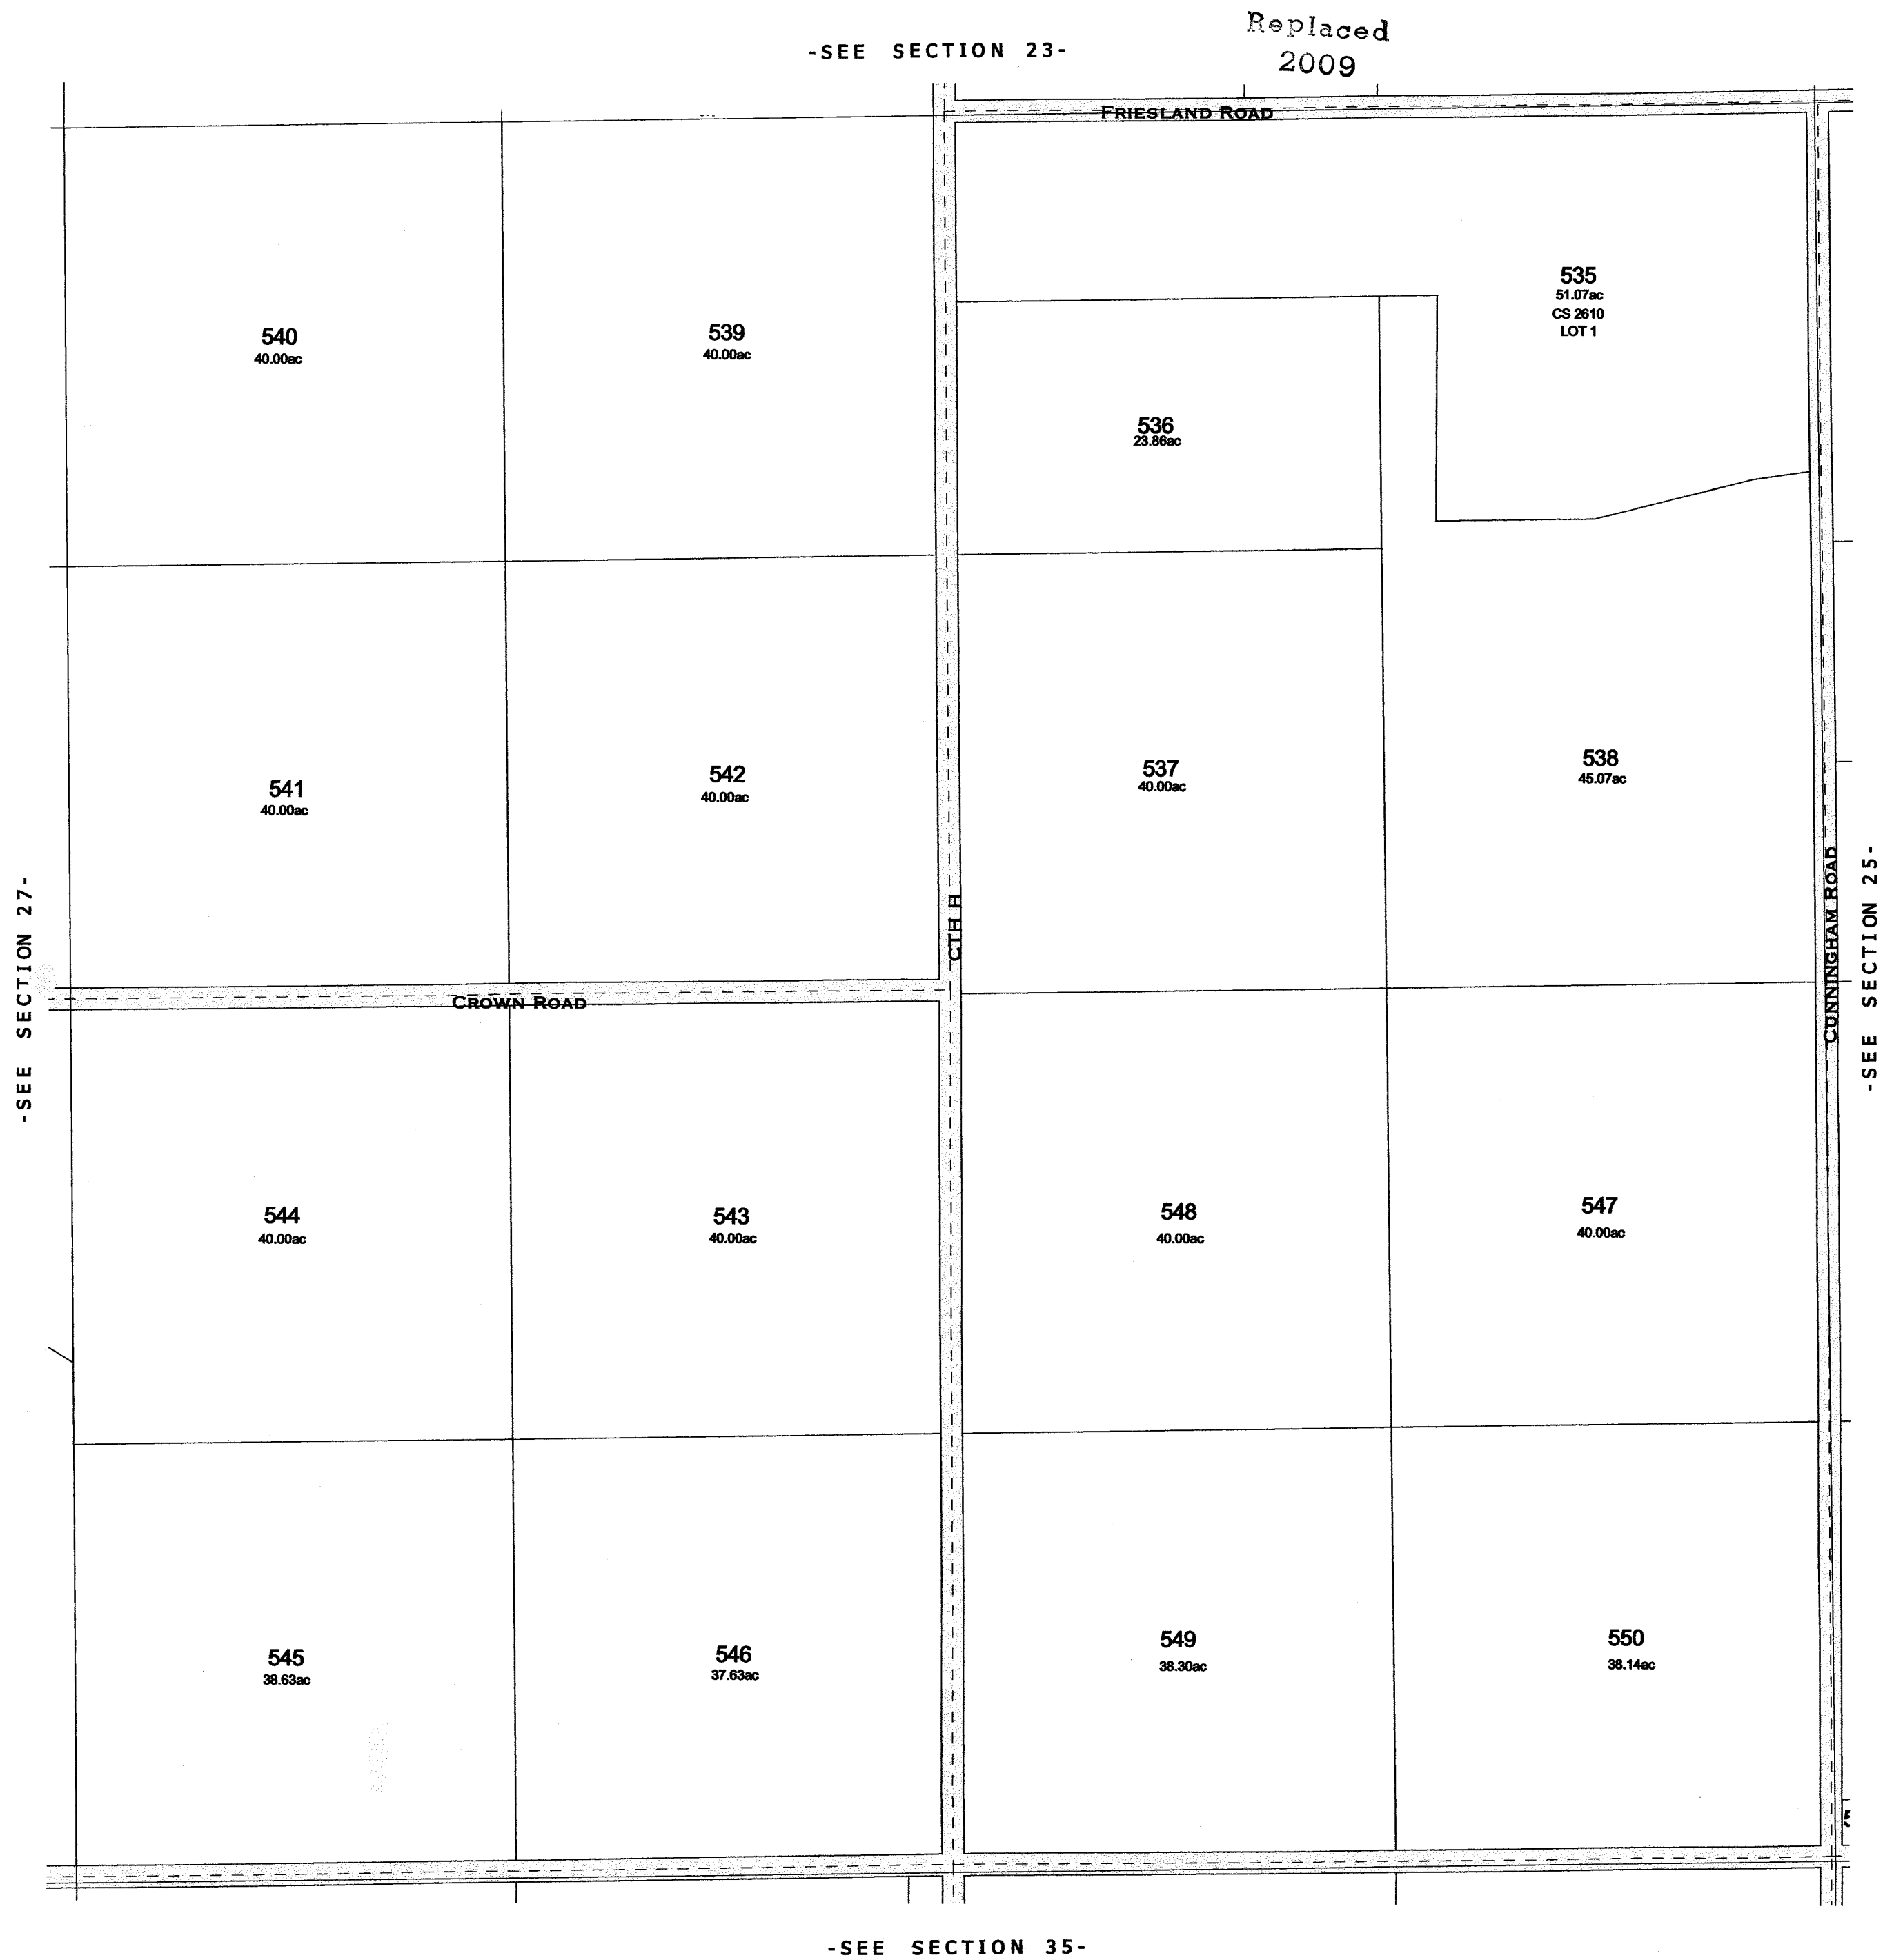 Replaced
2009
-SEE SECTION 23-
FRIESLAND ROAD
535
51.07ac
CS 2610
LOT 1
540
40.00ac
539
40.00ac
536
23.86ac
541
40.00ac
542
40.00ac
537
40.00ac
538
45.07ac
-SEE SECTION 27-
CTH H
CUNNINGHAM ROAD
-SEE SECTION 25-
CROWN ROAD
544
40.00ac
543
40.00ac
548
40.00ac
547
40.00ac
545
38.63ac
546
37.63ac
549
38.30ac
550
38.14ac
-SEE SECTION 35-